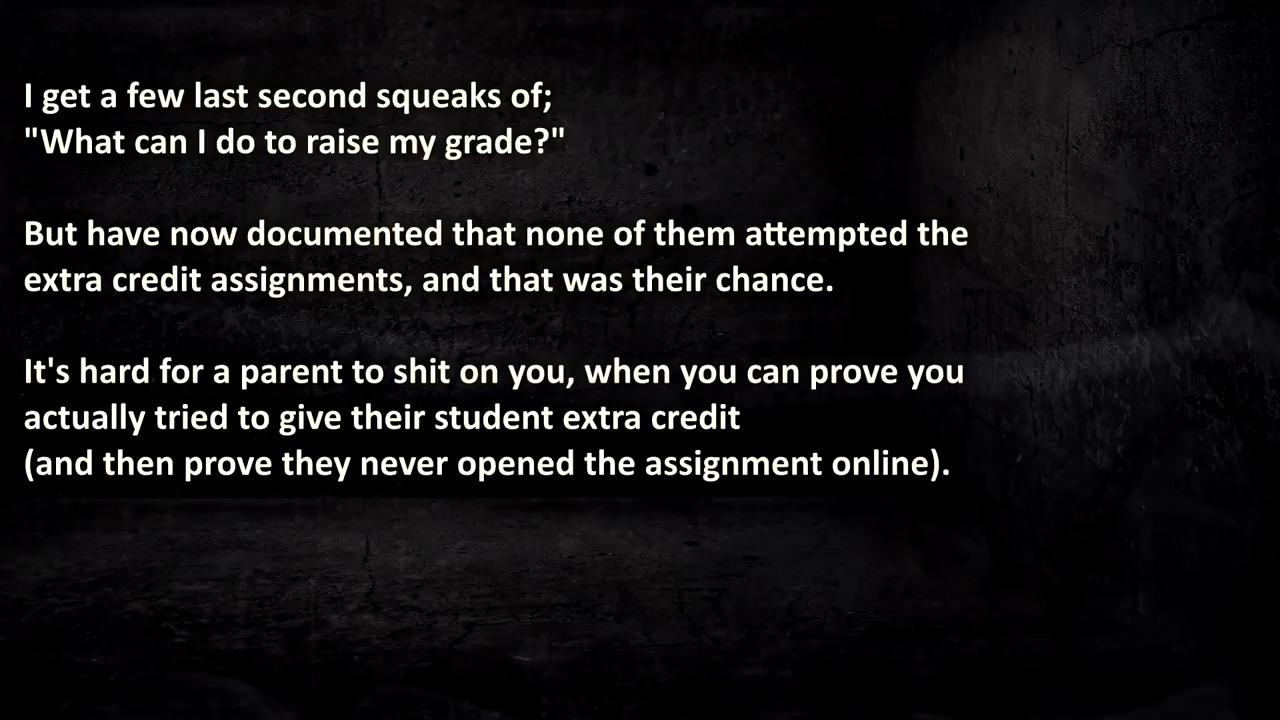 I get a few last second squeaks of;
"What can I do to raise my grade?"
But have now documented that none of them attempted the
extra credit assignments, and that was their chance.
It's hard for a parent to shit on you, when you can prove you
actually tried to give their student extra credit
(and then prove they never opened the assignment online).